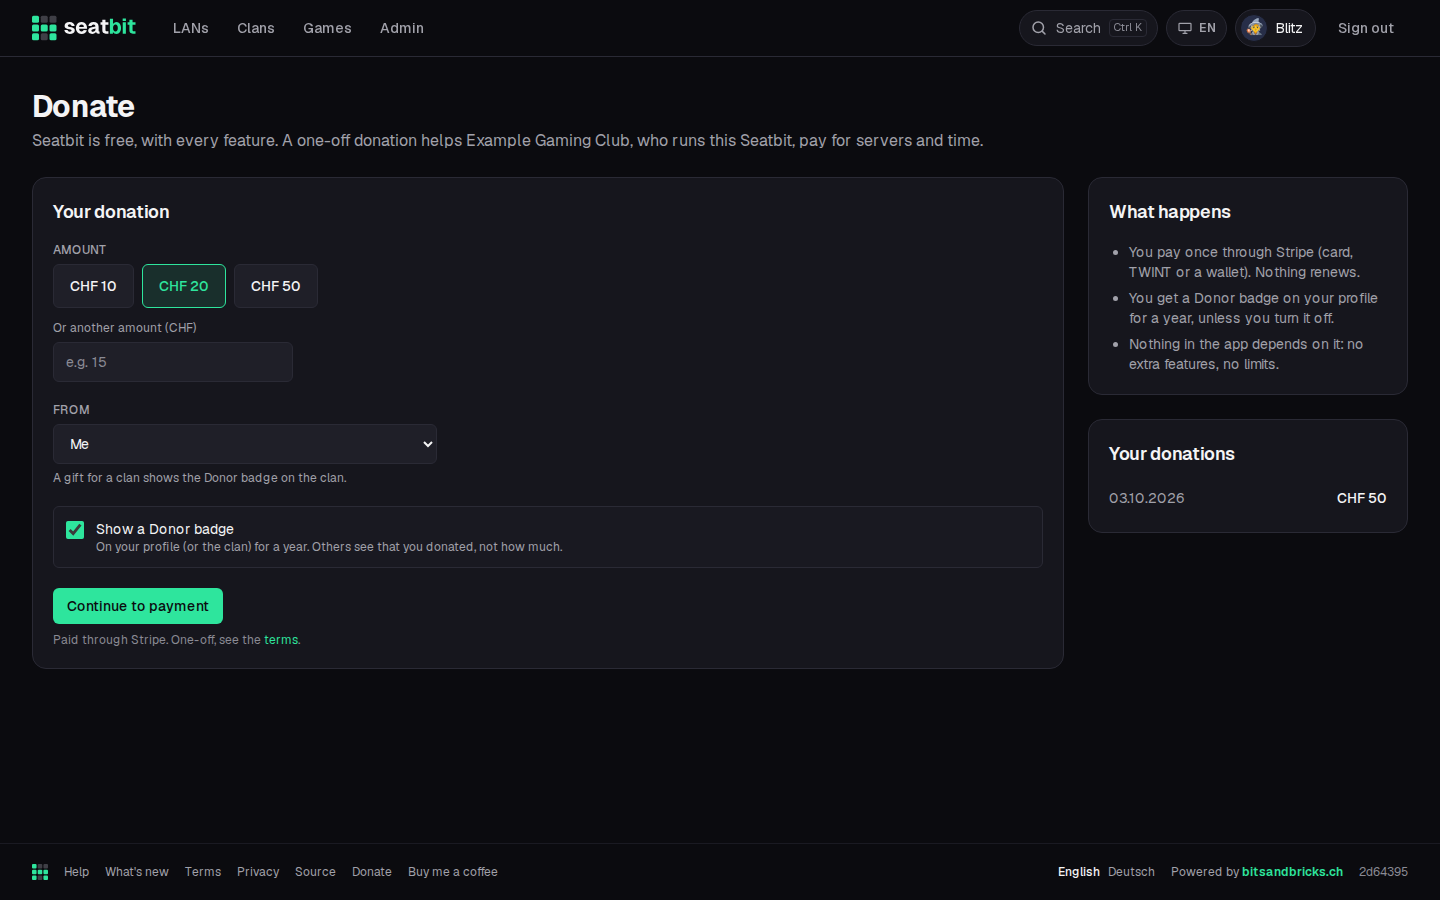 seatbit
LANs
Clans
Games
Admin
Search
Ctrl K
EN
Blitz
Sign out
Donate
Seatbit is free, with every feature. A one-off donation helps Example Gaming Club, who runs this Seatbit, pay for servers and time.
Your donation
AMOUNT
CHF 10
CHF 20
CHF 50
Or another amount (CHF)
e.g. 15
FROM
Me
A gift for a clan shows the Donor badge on the clan.
Show a Donor badge
On your profile (or the clan) for a year. Others see that you donated, not how much.
Continue to payment
Paid through Stripe. One-off, see the terms.
What happens
You pay once through Stripe (card,
TWINT or a wallet). Nothing renews.
You get a Donor badge on your profile
for a year, unless you turn it off.
Nothing in the app depends on it: no
extra features, no limits.
Your donations
03.10.2026
CHF 50
Help
What's new
Terms
Privacy
Source
Donate
Buy me a coffee
English
Deutsch
Powered by bitsandbricks.ch
2d64395